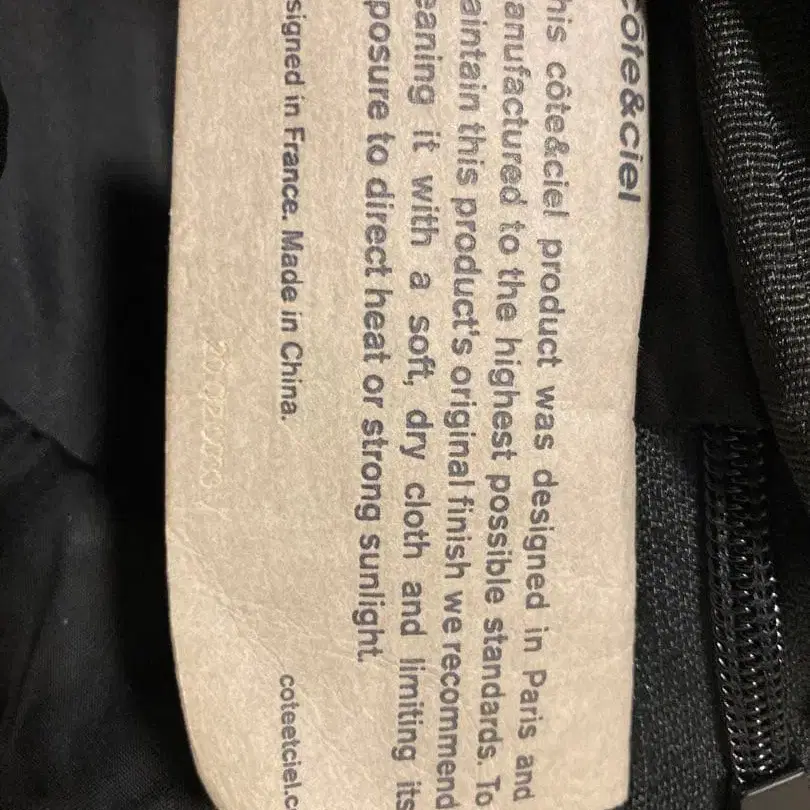 côte&ciel
his côte&ciel product was designed in Paris and
anufactured to the highest possible standards. To
aintain this product's original finish we recommend
eaning it with a soft, dry cloth and limiting its
posure to direct heat or strong sunlight.
signed in France. Made in China.
coteetciel.c